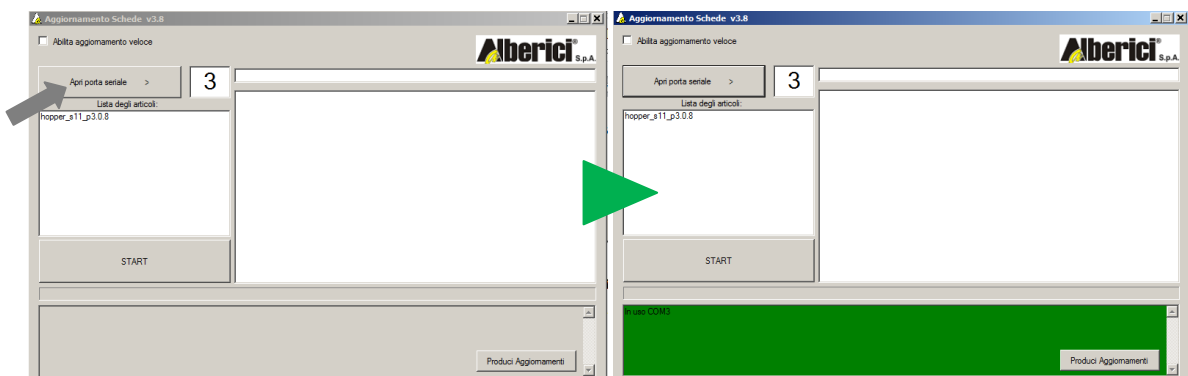 Aggiornamento Schede v3.8
Abilita aggiornamento veloce
Alberici S.p.A.
Apri porta seriale >
3
Lista degli articoli:
hopper_s11_p3.0.8
START
Produci Aggiornamenti
Aggiornamento Schede v3.8
Abilita aggiornamento veloce
Alberici® S.p.A.
Apri porta seriale >
3
Lista degli articoli:
hopper_s11_p3.0.8
START
In uso COM3
Produci Aggiornamenti